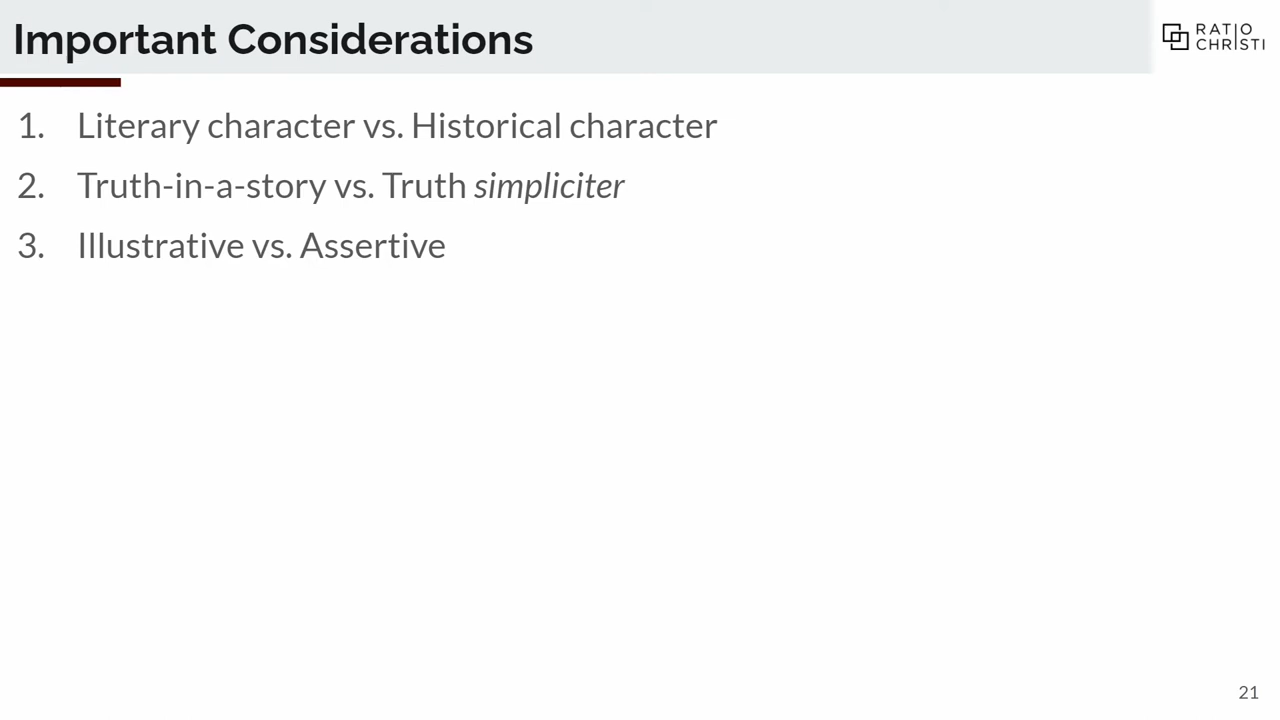 Important Considerations
RATIO
CHRISTI
1. Literary character vs. Historical character
2. Truth-in-a-story vs. Truth simpliciter
3. Illustrative vs. Assertive
21